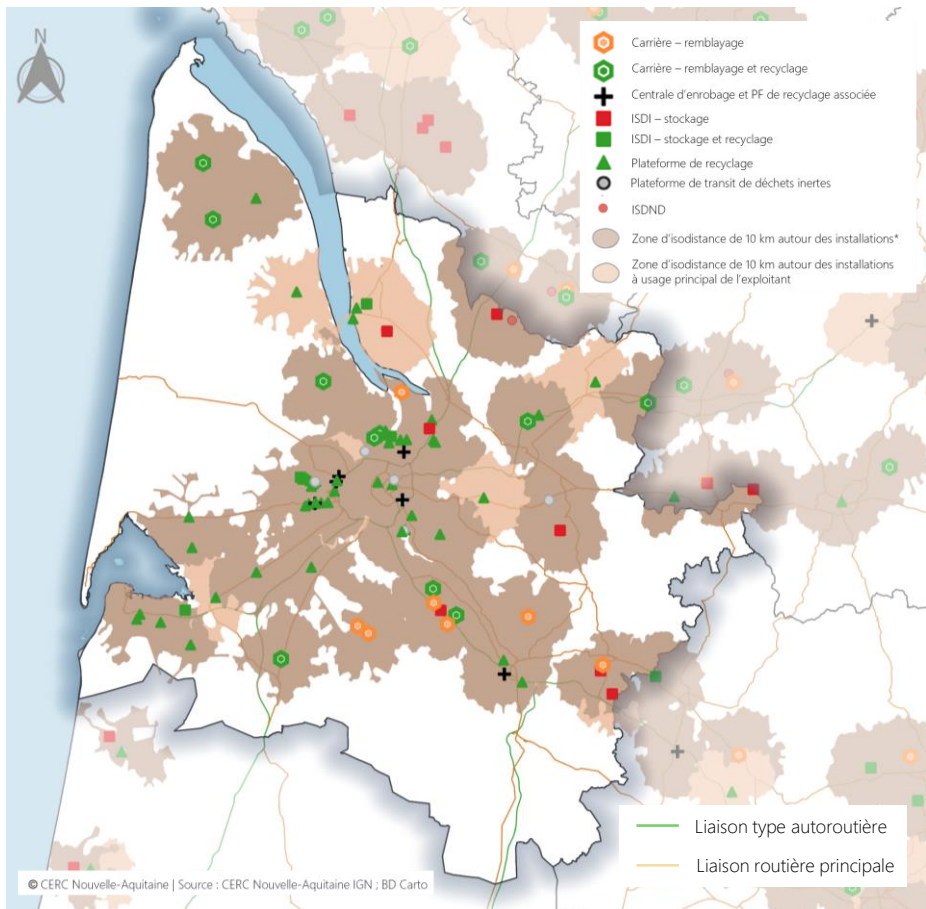 N
Carrière – remblayage
Carrière – remblayage et recyclage
Centrale d'enrobage et PF de recyclage associée
ISDI – stockage
ISDI – stockage et recyclage
Plateforme de recyclage
Plateforme de transit de déchets inertes
ISDND
Zone d'isodistance de 10 km autour des installations*
Zone d'isodistance de 10 km autour des installations
à usage principal de l'exploitant
Liaison type autoroutière
Liaison routière principale
© CERC Nouvelle-Aquitaine | Source : CERC Nouvelle-Aquitaine IGN ; BD Carto